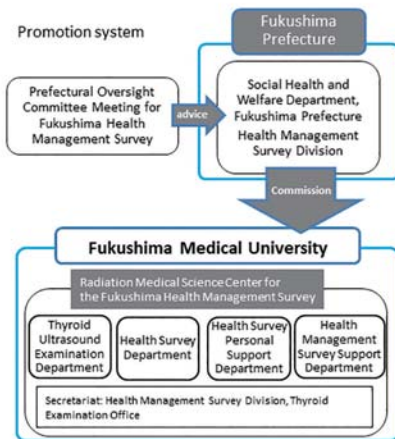 Promotion system
Fukushima
Prefecture
Prefectural Oversight
Committee Meeting for
Fukushima Health
Management Survey
advice
Social Health and
Welfare Department,
Fukushima Prefecture
Health Management
Survey Division
Commission
Fukushima Medical University
Radiation Medical Science Center for
the Fukushima Health Management Survey
Thyroid
Ultrasound
Examination
Department
Health Survey
Department
Health Survey
Personal
Support
Department
Health
Management
Survey Support
Department
Secretariat: Health Management Survey Division, Thyroid
Examination Office